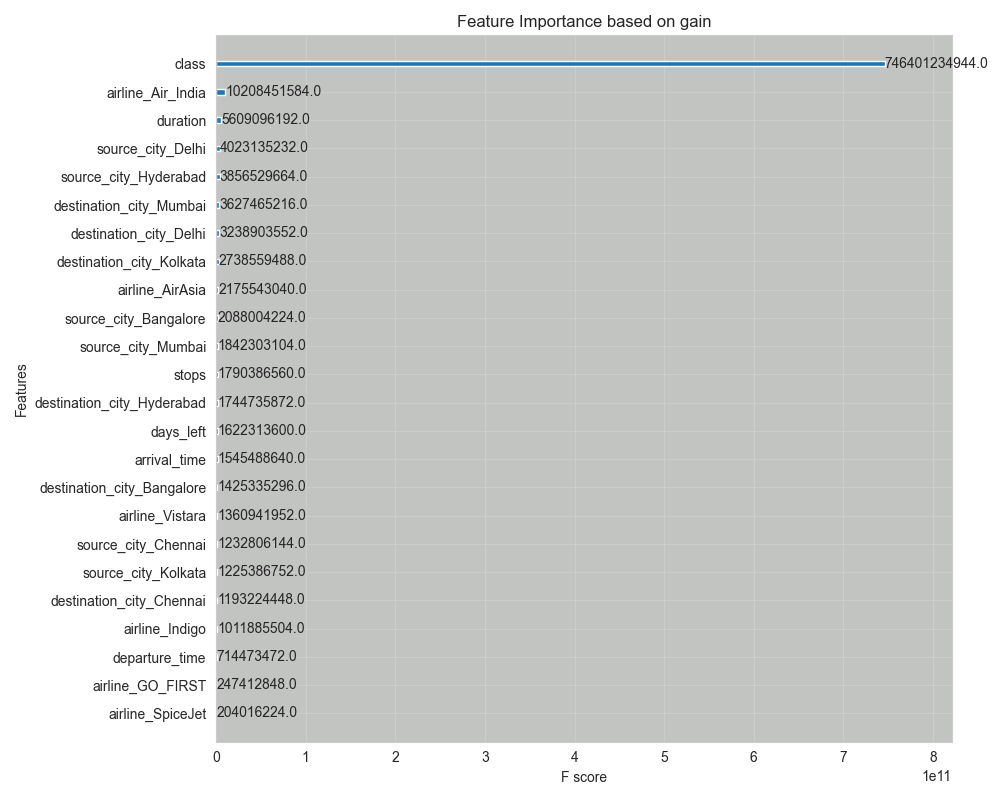 Feature Importance based on gain
class 746401234944.0
airline_Air_India 10208451584.0
duration 5609096192.0
source_city_Delhi 4023135232.0
source_city_Hyderabad 3856529664.0
destination_city_Mumbai 3627465216.0
destination_city_Delhi 3238903552.0
destination_city_Kolkata 2738559488.0
airline_AirAsia 2175543040.0
source_city_Bangalore 2088004224.0
source_city_Mumbai 1842303104.0
stops 1790386560.0
destination_city_Hyderabad 1744735872.0
days_left 1622313600.0
arrival_time 1545488640.0
destination_city_Bangalore 1425335296.0
airline_Vistara 1360941952.0
source_city_Chennai 1232806144.0
source_city_Kolkata 1225386752.0
destination_city_Chennai 1193224448.0
airline_Indigo 1011885504.0
departure_time 714473472.0
airline_GO_FIRST 247412848.0
airline_SpiceJet 204016224.0
Features
0 1 2 3 4 5 6 7 8
1e11
F score